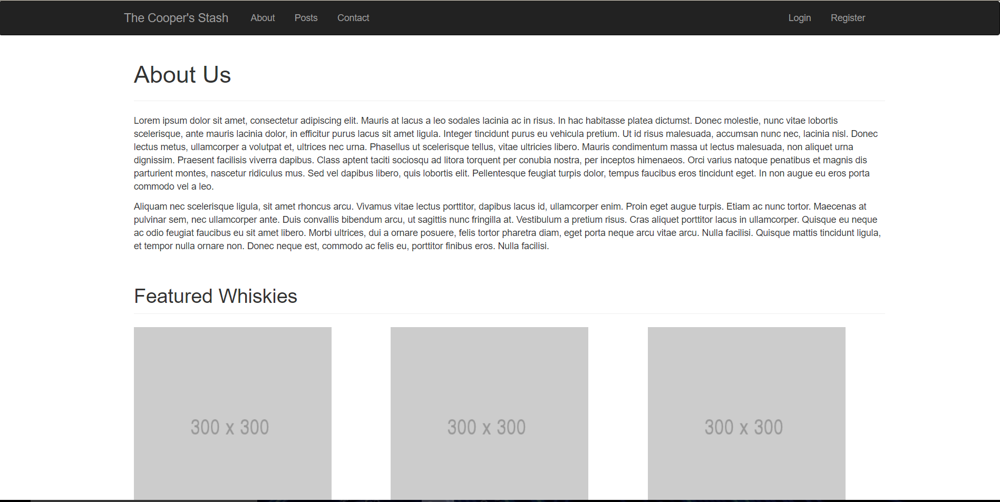 The Cooper's Stash About Posts Contact Login Register
About Us
Lorem ipsum dolor sit amet, consectetur adipiscing elit. Mauris at lacus a leo sodales lacinia ac in risus. In hac habitasse platea dictumst. Donec molestie, nunc vitae lobortis
scelerisque, ante mauris lacinia dolor, in efficitur purus lacus sit amet ligula. Integer tincidunt purus eu vehicula pretium. Ut id risus malesuada, accumsan nunc nec, lacinia nisl. Donec
lectus metus, ullamcorper a volutpat et, ultrices nec urna. Phasellus ut scelerisque tellus, vitae ultricies libero. Mauris condimentum massa ut lectus malesuada, non aliquet urna
dignissim. Praesent facilisis viverra dapibus. Class aptent taciti sociosqu ad litora torquent per conubia nostra, per inceptos himenaeos. Orci varius natoque penatibus et magnis dis
parturient montes, nascetur ridiculus mus. Sed vel dapibus libero, quis lobortis elit. Pellentesque feugiat turpis dolor, tempus faucibus eros tincidunt eget. In non augue eu eros porta
commodo vel a leo.
Aliquam nec scelerisque ligula, sit amet rhoncus arcu. Vivamus vitae lectus porttitor, dapibus lacus id, ullamcorper enim. Proin eget augue turpis. Etiam ac nunc tortor. Maecenas at
pulvinar sem, nec ullamcorper ante. Duis convallis bibendum arcu, ut sagittis nunc fringilla at. Vestibulum a pretium risus. Cras aliquet porttitor lacus in ullamcorper. Quisque eu neque
ac odio feugiat faucibus eu sit amet libero. Morbi ultrices, dui a ornare posuere, felis tortor pharetra diam, eget porta neque arcu vitae arcu. Nulla facilisi. Quisque mattis tincidunt ligula,
et tempor nulla ornare non. Donec neque est, commodo ac felis eu, porttitor finibus eros. Nulla facilisi.
Featured Whiskies
300 x 300 300 x 300 300 x 300